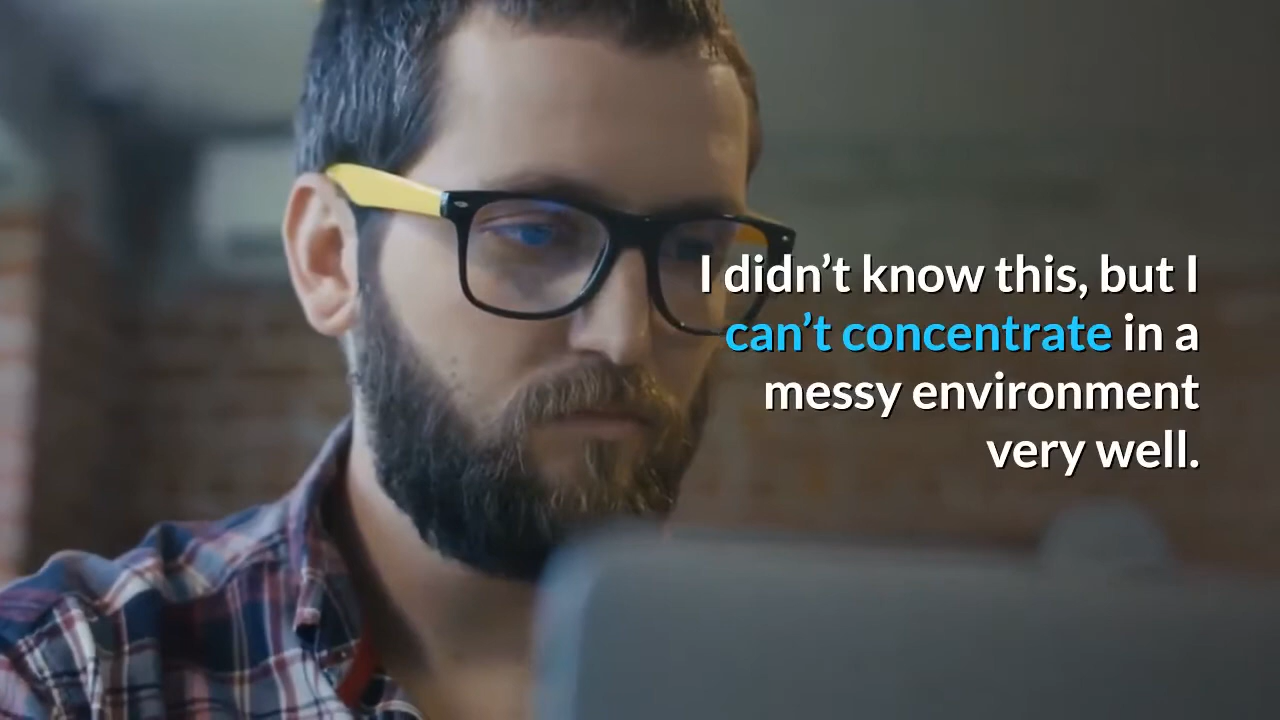 I didn’t know this, but I
can’t concentrate in a
messy environment
very well.